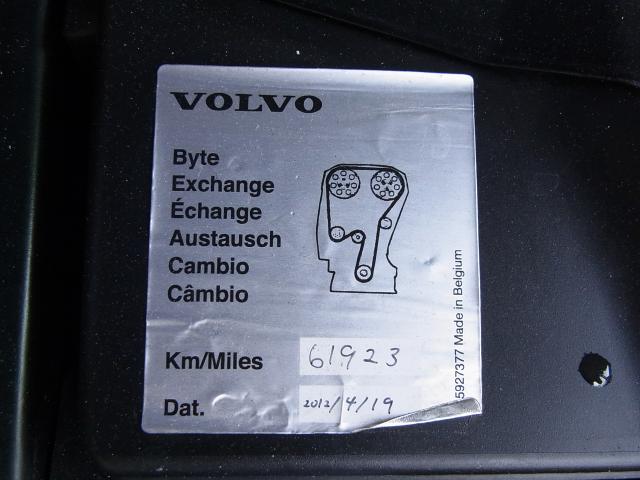 VOLVO
Byte
Exchange
Échange
Austausch
Cambio
Câmbio
Km/Miles 61923
Dat. 2012/4/19
5927377 Made in Belgium